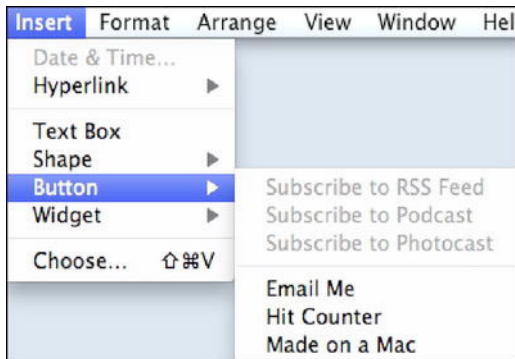 Insert Format Arrange View Window Hel
Date & Time...
Hyperlink
Text Box
Shape
Button
Widget
Choose... ⇧⌘V
Subscribe to RSS Feed
Subscribe to Podcast
Subscribe to Photocast
Email Me
Hit Counter
Made on a Mac